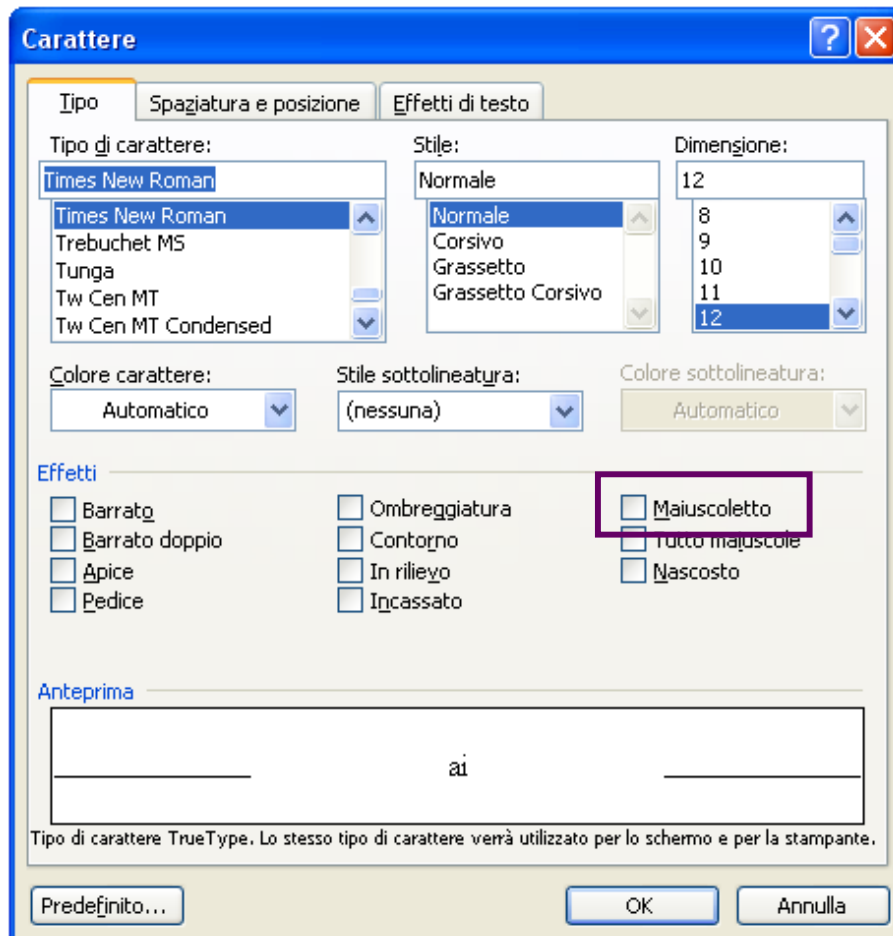 Carattere
Tipo Spaziatura e posizione Effetti di testo
Tipo di carattere: Stile: Dimensione:
Times New Roman Normale 12
Times New Roman Normale 8
Trebuchet MS Corsivo 9
Tunga Grassetto 10
Tw Cen MT Grassetto Corsivo 11
Tw Cen MT Condensed 12
Colore carattere: Stile sottolineatura: Colore sottolineatura:
Automatico (nessuna) Automatico
Effetti
Barrato Ombreggiatura Maiuscoletto
Barrato doppio Contorno Tutto maiuscole
Apice In rilievo Nascosto
Pedice Incassato
Anteprima
ai
Tipo di carattere TrueType. Lo stesso tipo di carattere verrà utilizzato per lo schermo e per la stampante.
Predefinito... OK Annulla